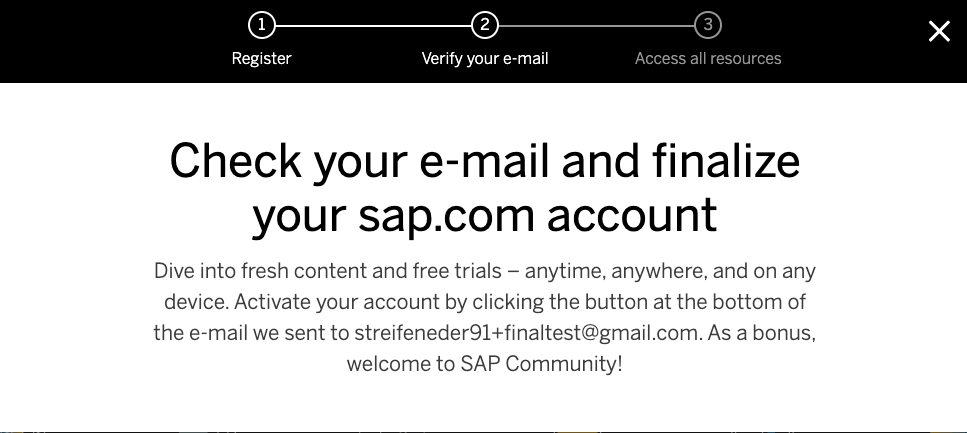 1 2 3
Register Verify your e-mail Access all resources
Check your e-mail and finalize
your sap.com account
Dive into fresh content and free trials – anytime, anywhere, and on any
device. Activate your account by clicking the button at the bottom of
the e-mail we sent to streifeneder91+finaltest@gmail.com. As a bonus,
welcome to SAP Community!